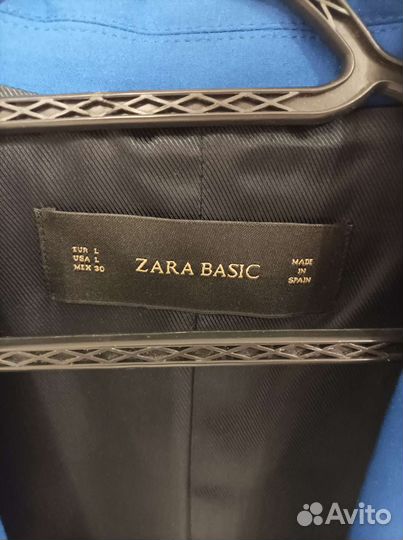 EUR L
USA L
MEX 30
ZARA BASIC
MADE
IN
SPAIN
Avito